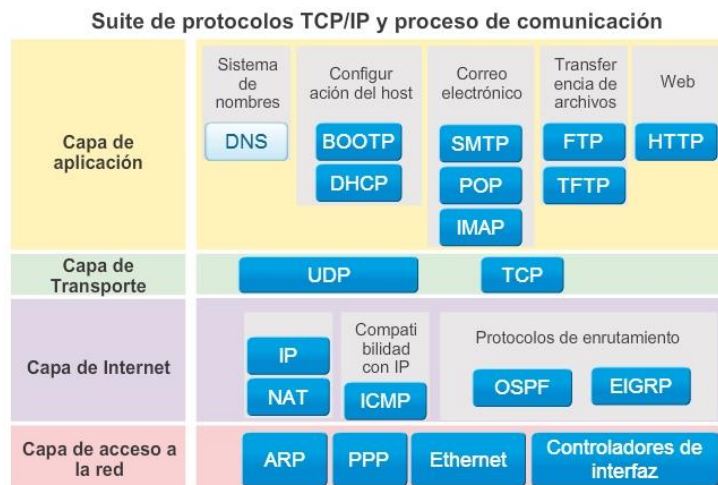 Suite de protocolos TCP/IP y proceso de comunicación
Capa de
aplicación
Sistema
de
nombres
DNS
Configur
ación del host
BOOTP
DHCP
Correo
electrónico
SMTP
POP
IMAP
Transfer
encia de
archivos
FTP
TFTP
Web
HTTP
Capa de
Transporte
UDP
TCP
Capa de Internet
IP
NAT
Compati
bilidad
con IP
ICMP
Protocolos de enrutamiento
OSPF
EIGRP
Capa de acceso a
la red
ARP
PPP
Ethernet
Controladores de
interfaz